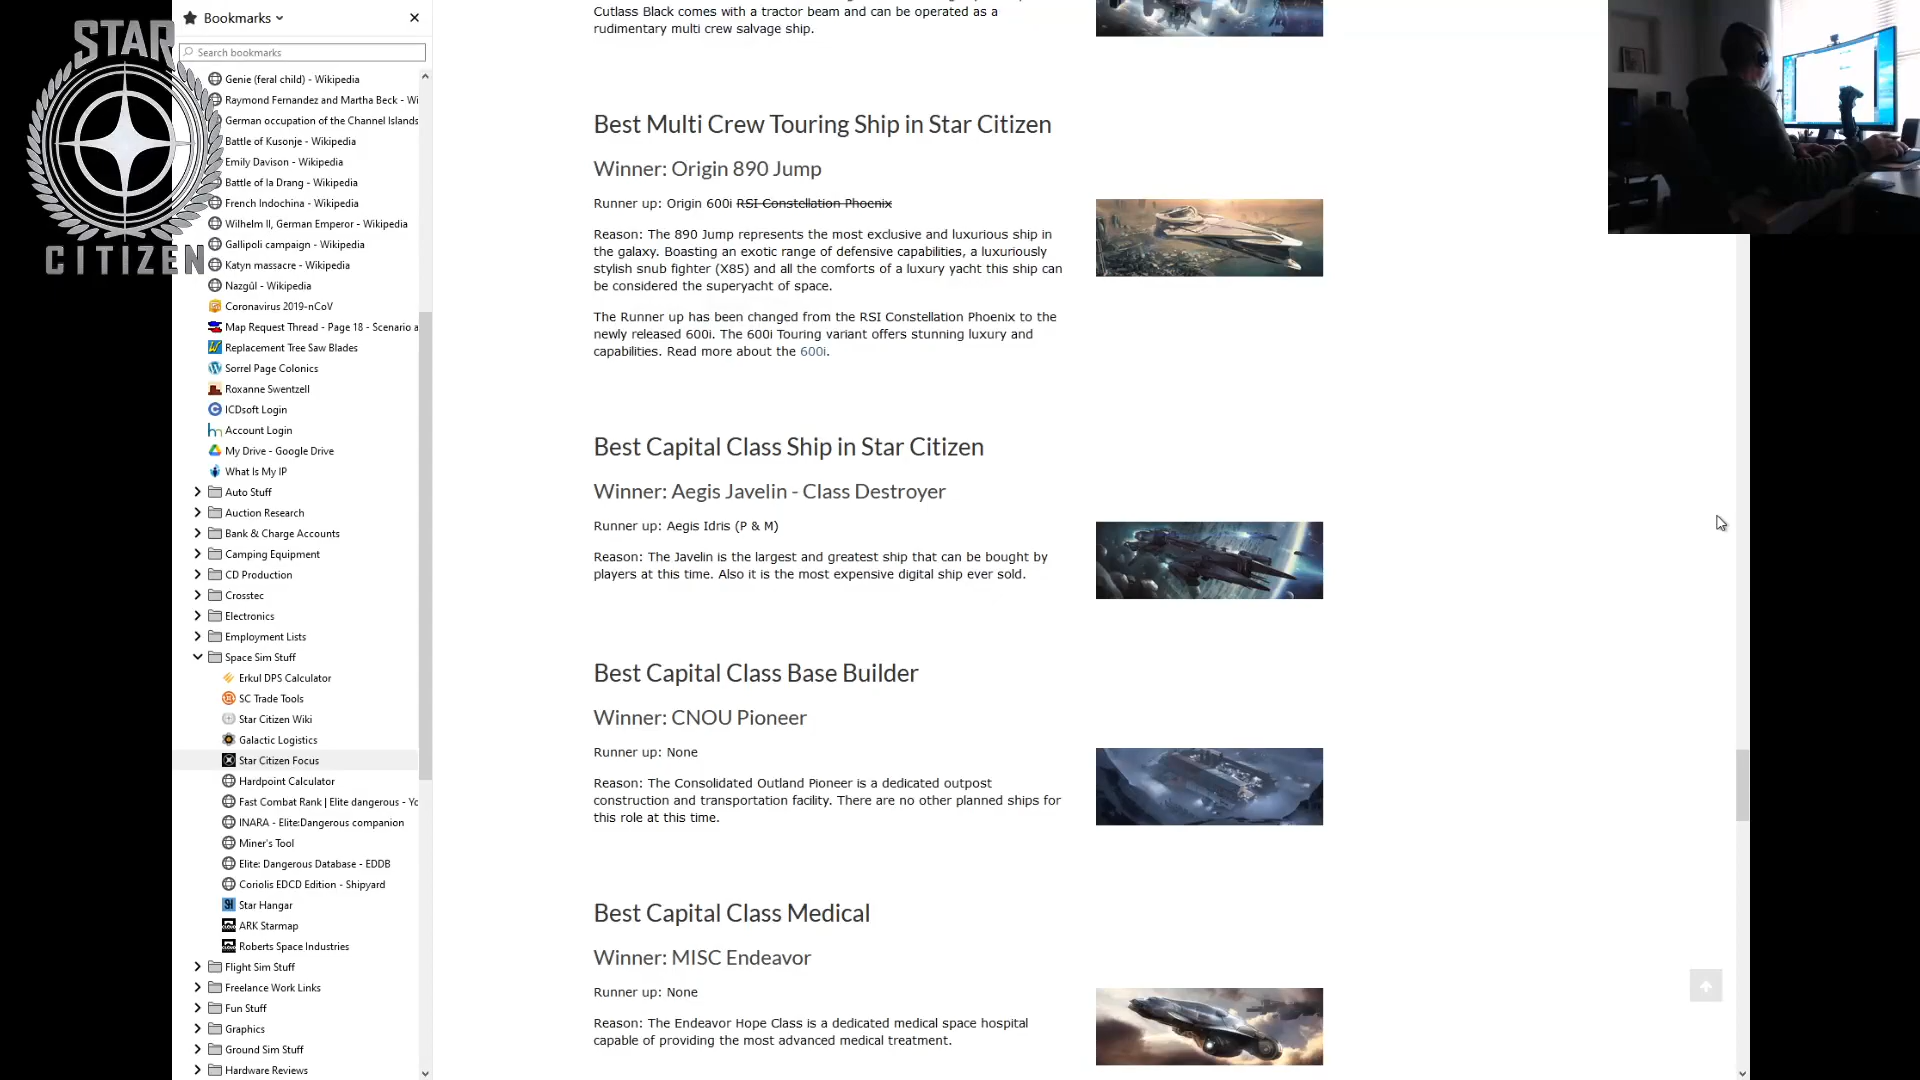 STAR
CITIZEN
Bookmarks
Search bookmarks
Genie (feral child) - Wikipedia
Raymond Fernandez and Martha Beck - Wi
German occupation of the Channel Islands
Battle of Kusonje - Wikipedia
Emily Davison - Wikipedia
Battle of Ia Drang - Wikipedia
French Indochina - Wikipedia
Wilhelm II, German Emperor - Wikipedia
Gallipoli campaign - Wikipedia
Katyn massacre - Wikipedia
Nazgûl - Wikipedia
Coronavirus 2019-nCoV
Map Request Thread - Page 18 - Scenario a
Replacement Tree Saw Blades
Sorrel Page Colonics
Roxanne Swentzell
ICDsoft Login
Account Login
My Drive - Google Drive
What Is My IP
Auto Stuff
Auction Research
Bank & Charge Accounts
Camping Equipment
CD Production
Crosstec
Electronics
Employment Lists
Space Sim Stuff
Erkul DPS Calculator
SC Trade Tools
Star Citizen Wiki
Galactic Logistics
Star Citizen Focus
Hardpoint Calculator
Fast Combat Rank | Elite dangerous - Yo
INARA - Elite:Dangerous companion
Miner's Tool
Elite: Dangerous Database - EDDB
Coriolis EDCD Edition - Shipyard
Star Hangar
ARK Starmap
Roberts Space Industries
Flight Sim Stuff
Freelance Work Links
Fun Stuff
Graphics
Ground Sim Stuff
Hardware Reviews
Cutlass Black comes with a tractor beam and can be operated as a
rudimentary multi crew salvage ship.
Best Multi Crew Touring Ship in Star Citizen
Winner: Origin 890 Jump
Runner up: Origin 600i RSI Constellation Phoenix
Reason: The 890 Jump represents the most exclusive and luxurious ship in
the galaxy. Boasting an exotic range of defensive capabilities, a luxuriously
stylish snub fighter (X85) and all the comforts of a luxury yacht this ship can
be considered the superyacht of space.
The Runner up has been changed from the RSI Constellation Phoenix to the
newly released 600i. The 600i Touring variant offers stunning luxury and
capabilities. Read more about the 600i.
Best Capital Class Ship in Star Citizen
Winner: Aegis Javelin - Class Destroyer
Runner up: Aegis Idris (P & M)
Reason: The Javelin is the largest and greatest ship that can be bought by
players at this time. Also it is the most expensive digital ship ever sold.
Best Capital Class Base Builder
Winner: CNOU Pioneer
Runner up: None
Reason: The Consolidated Outland Pioneer is a dedicated outpost
construction and transportation facility. There are no other planned ships for
this role at this time.
Best Capital Class Medical
Winner: MISC Endeavor
Runner up: None
Reason: The Endeavor Hope Class is a dedicated medical space hospital
capable of providing the most advanced medical treatment.